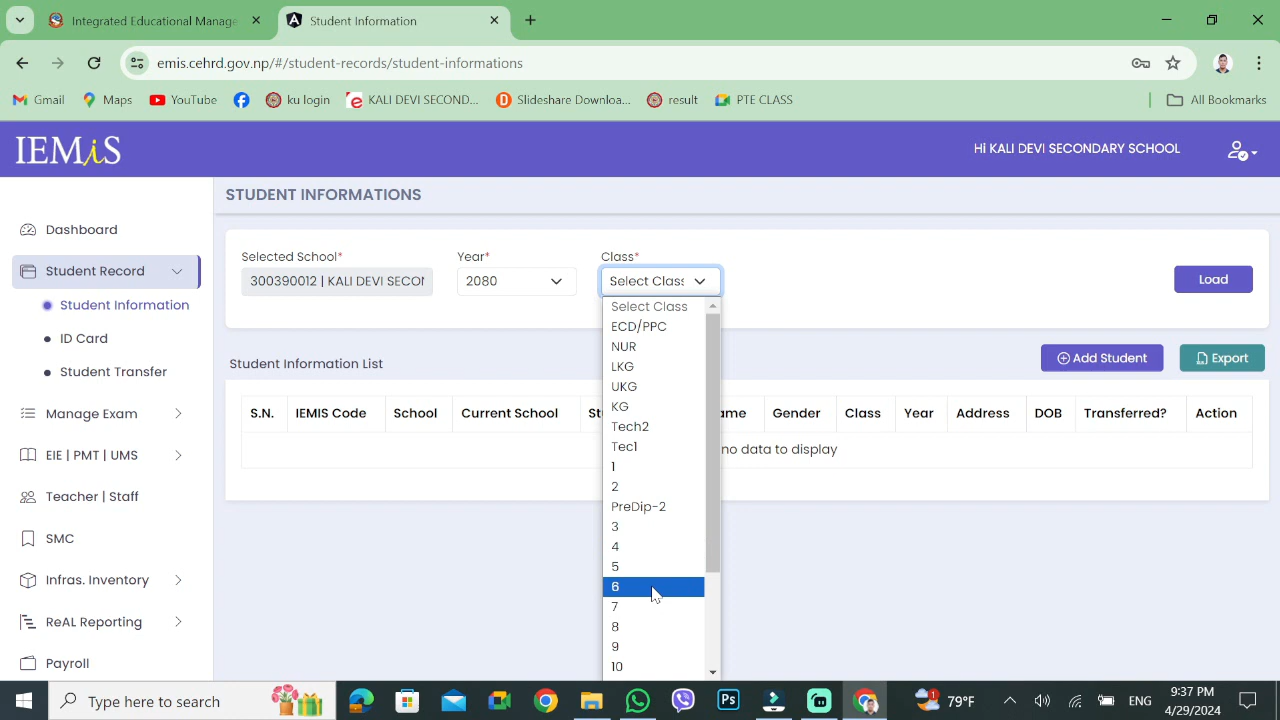 Integrated Educational Manage
Student Information
emis.cehrd.gov.np/#/student-records/student-informations
Gmail
Maps
YouTube
ku login
KALI DEVI SECOND...
Slideshare Downloa...
result
PTE CLASS
All Bookmarks
IEMiS
Hi KALI DEVI SECONDARY SCHOOL
STUDENT INFORMATIONS
Dashboard
Student Record
Student Information
ID Card
Student Transfer
Manage Exam
EIE | PMT | UMS
Teacher | Staff
SMC
Infras. Inventory
ReAL Reporting
Payroll
Selected School*
Year*
Class*
300390012 | KALI DEVI SECON
2080
Select Class
Load
Select Class
ECD/PPC
NUR
LKG
UKG
KG
Tech2
Tec1
1
2
PreDip-2
3
4
5
6
7
8
9
10
Student Information List
Add Student
Export
S.N. IEMIS Code School Current School Gender Class Year Address DOB Transferred? Action
no data to display
Type here to search
Ps
79°F
ENG
9:37 PM
4/29/2024